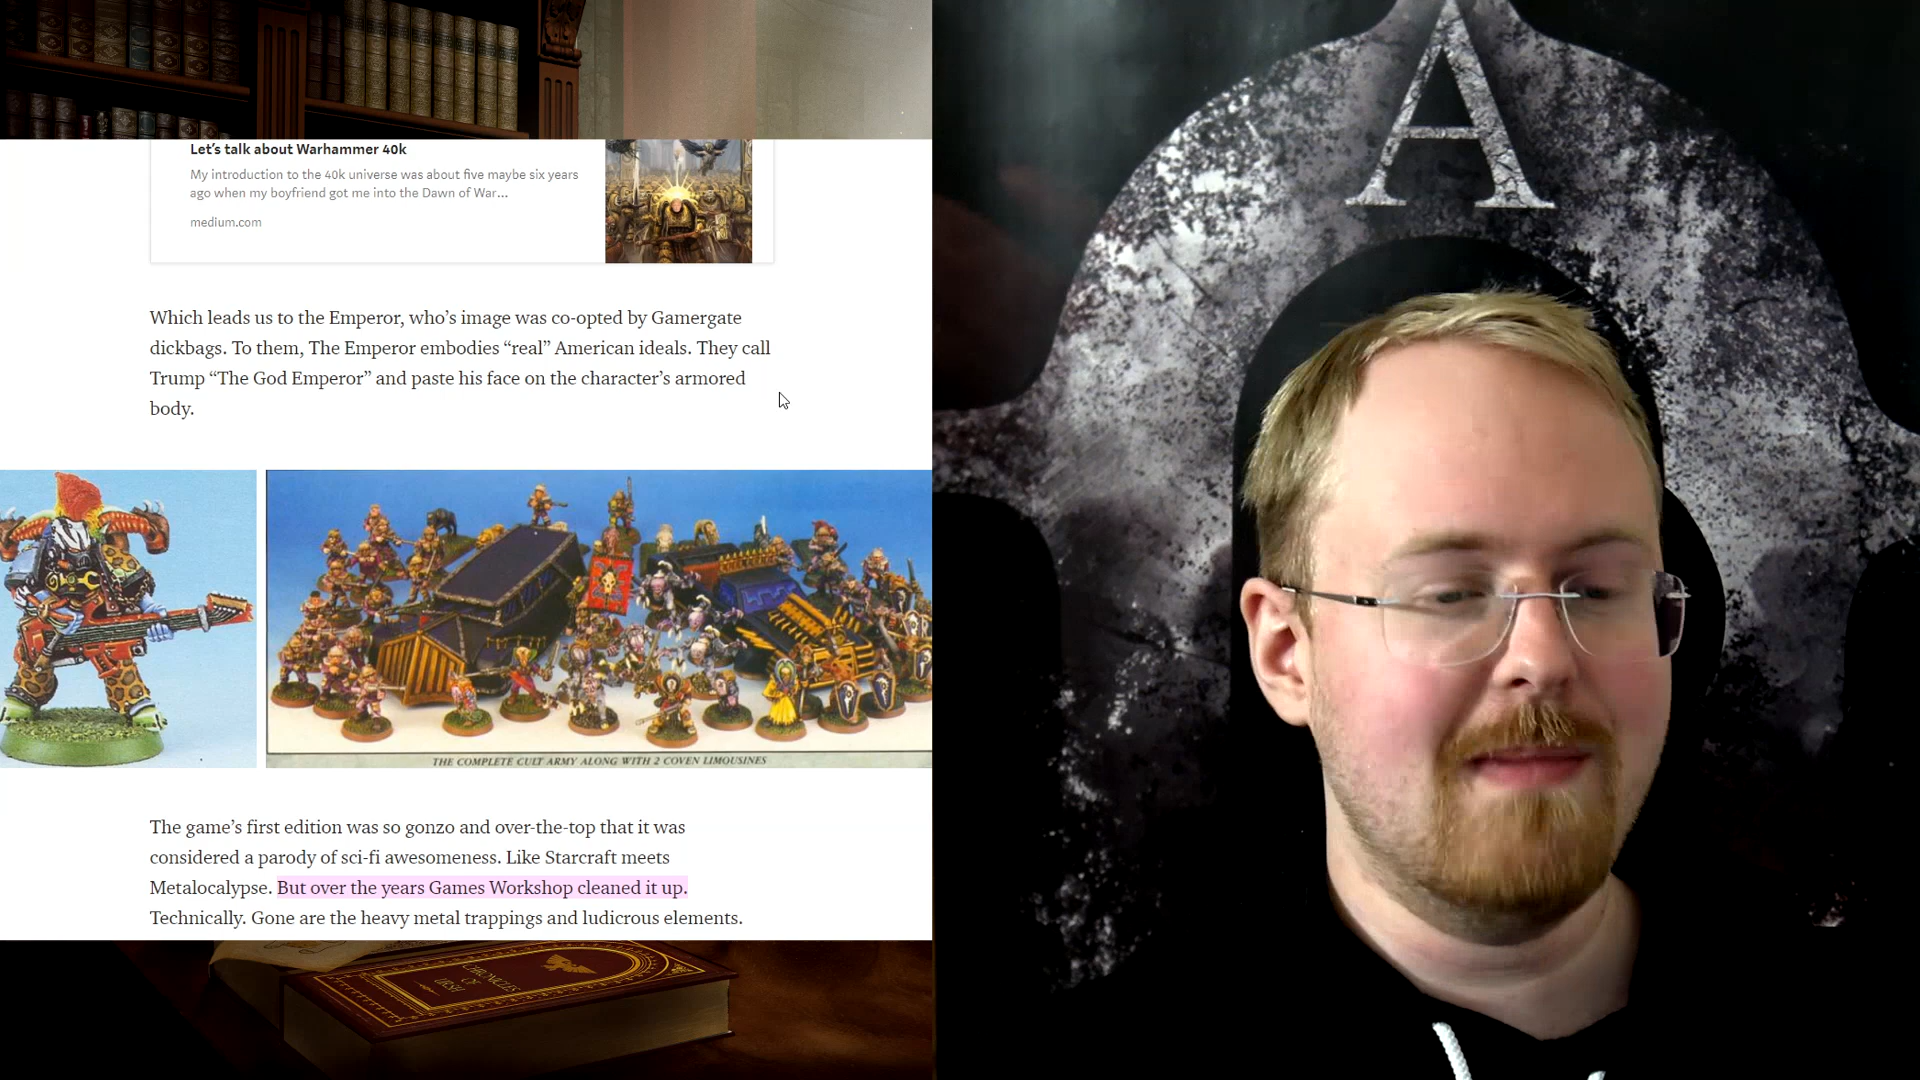 Let's talk about Warhammer 40k
My introduction to the 40k universe was about five maybe six years
ago when my boyfriend got me into the Dawn of War...
medium.com
Which leads us to the Emperor, who's image was co-opted by Gamergate
dickbags. To them, The Emperor embodies “real” American ideals. They call
Trump “The God Emperor” and paste his face on the character's armored
body.
THE COMPLETE CULT ARMY ALONG WITH 2 COVEN LIMOUSINES
The game's first edition was so gonzo and over-the-top that it was
considered a parody of sci-fi awesomeness. Like Starcraft meets
Metalocalypse. But over the years Games Workshop cleaned it up.
Technically. Gone are the heavy metal trappings and ludicrous elements.
CHRONICLES
OF
URSH
A